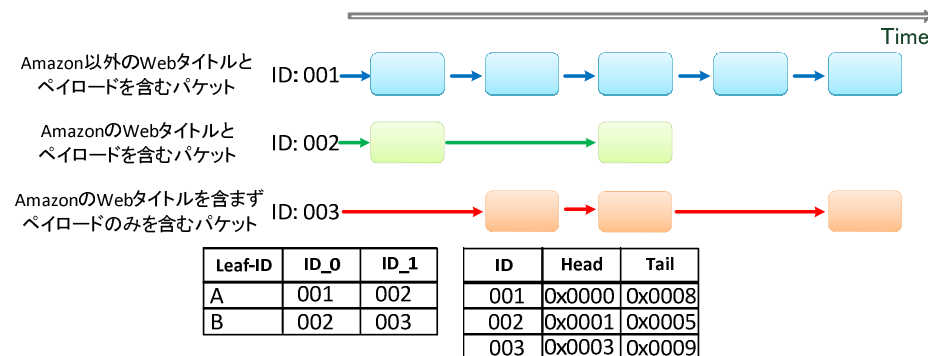 Time
Amazon以外のWebタイトルと
ペイロードを含むパケット
ID: 001
AmazonのWebタイトルと
ペイロードを含むパケット
ID: 002
AmazonのWebタイトルを含まず
ペイロードのみを含むパケット
ID: 003
Leaf-ID ID_0 ID_1
A 001 002
B 002 003
ID Head Tail
001 0x0000 0x0008
002 0x0001 0x0005
003 0x0003 0x0009